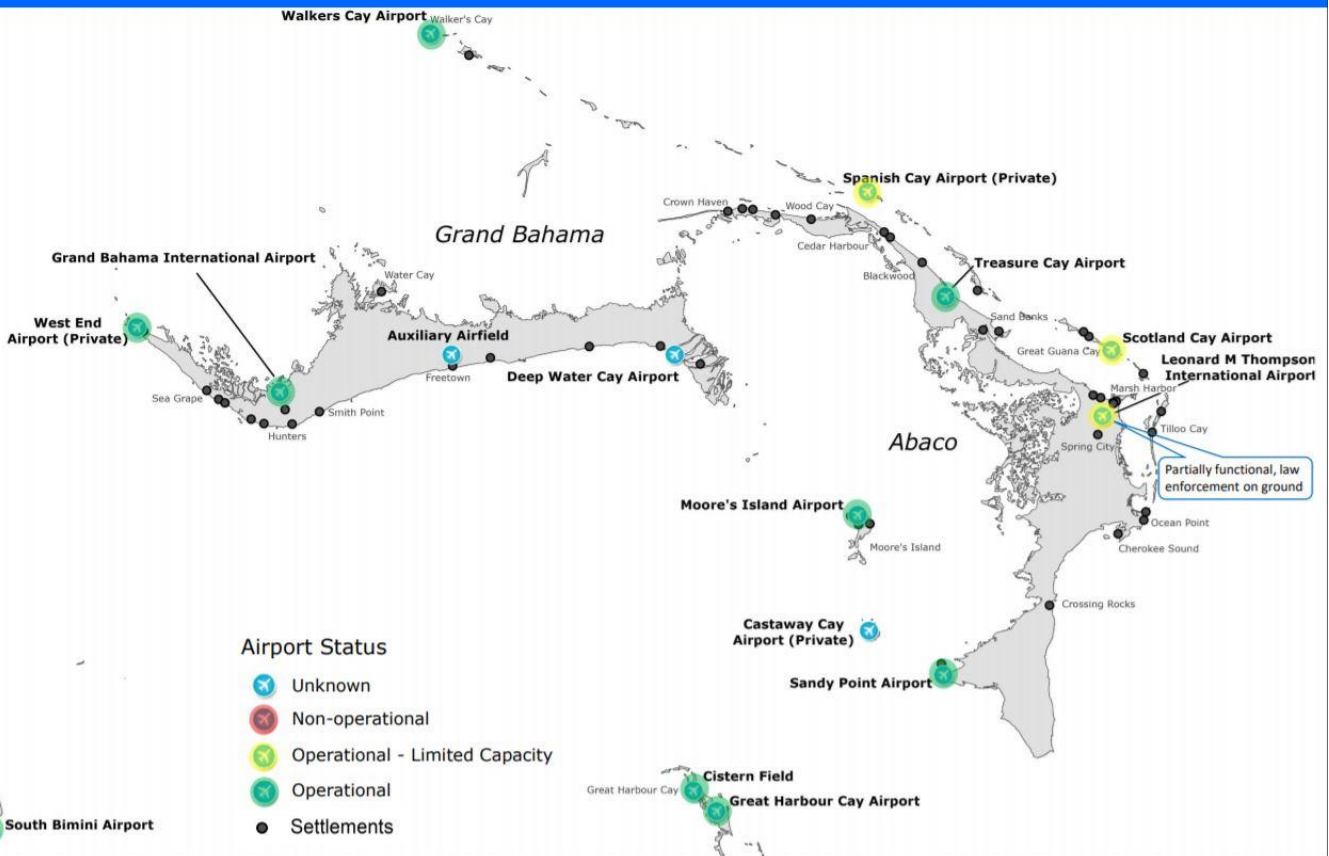 Walkers Cay Airport
Walker's Cay
Spanish Cay Airport (Private)
Crown Haven
Wood Cay
Grand Bahama
Cedar Harbour
Grand Bahama International Airport
Treasure Cay Airport
Water Cay
Blackwood
West End
Airport (Private)
Auxiliary Airfield
Sand Banks
Scotland Cay Airport
Great Guana Cay
Leonard M Thompson
International Airport
Deep Water Cay Airport
Freetown
Marsh Harbor
Sea Grape
Smith Point
Hunters
Abaco
Tilloo Cay
Spring City
Partially functional, law
enforcement on ground
Moore's Island Airport
Ocean Point
Moore's Island
Cherokee Sound
Crossing Rocks
Castaway Cay
Airport (Private)
Sandy Point Airport
Airport Status
Unknown
Non-operational
Operational - Limited Capacity
Operational
Settlements
Cistern Field
Great Harbour Cay
Great Harbour Cay Airport
South Bimini Airport